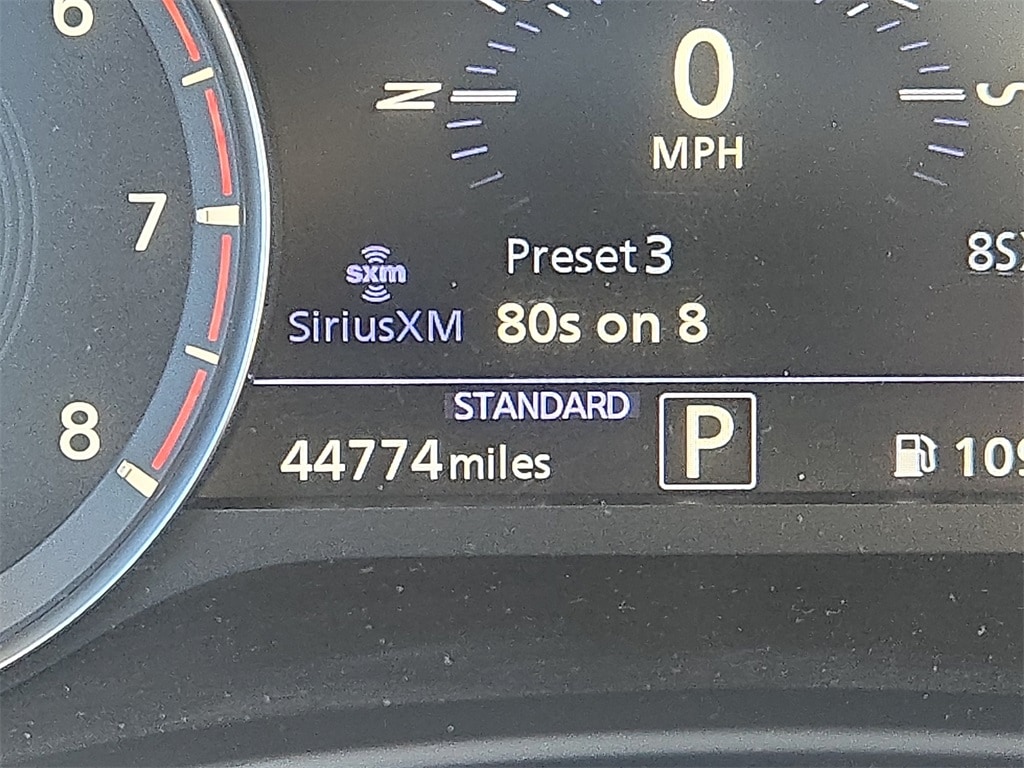 6
7
8
N
S
0
MPH
sxm
SiriusXM
Preset 3
80s on 8
STANDARD
44774 miles
P